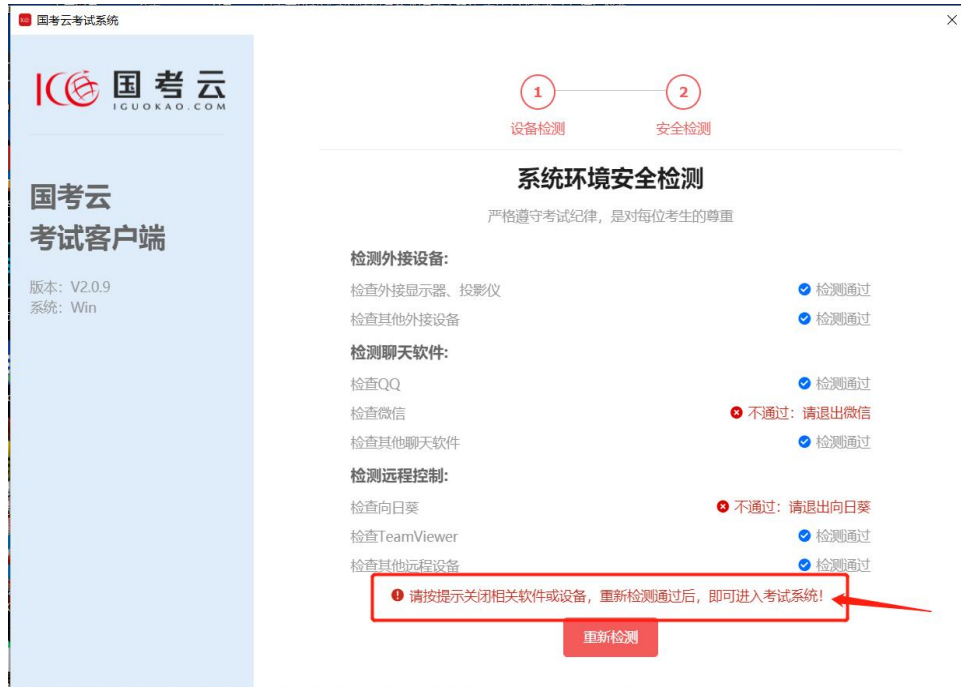 国考云考试系统
国考云
IGUOKAO.COM
国考云
考试客户端
版本：V2.0.9
系统：Win
1
2
设备检测
安全检测
系统环境安全检测
严格遵守考试纪律，是对每位考生的尊重
检测外接设备:
检查外接显示器、投影仪 检测通过
检查其他外接设备 检测通过
检测聊天软件:
检查QQ 检测通过
检查微信 不通过：请退出微信
检查其他聊天软件 检测通过
检测远程控制:
检查向日葵 不通过：请退出向日葵
检查TeamViewer 检测通过
检查其他远程设备 检测通过
请按提示关闭相关软件或设备，重新检测通过后，即可进入考试系统！
重新检测